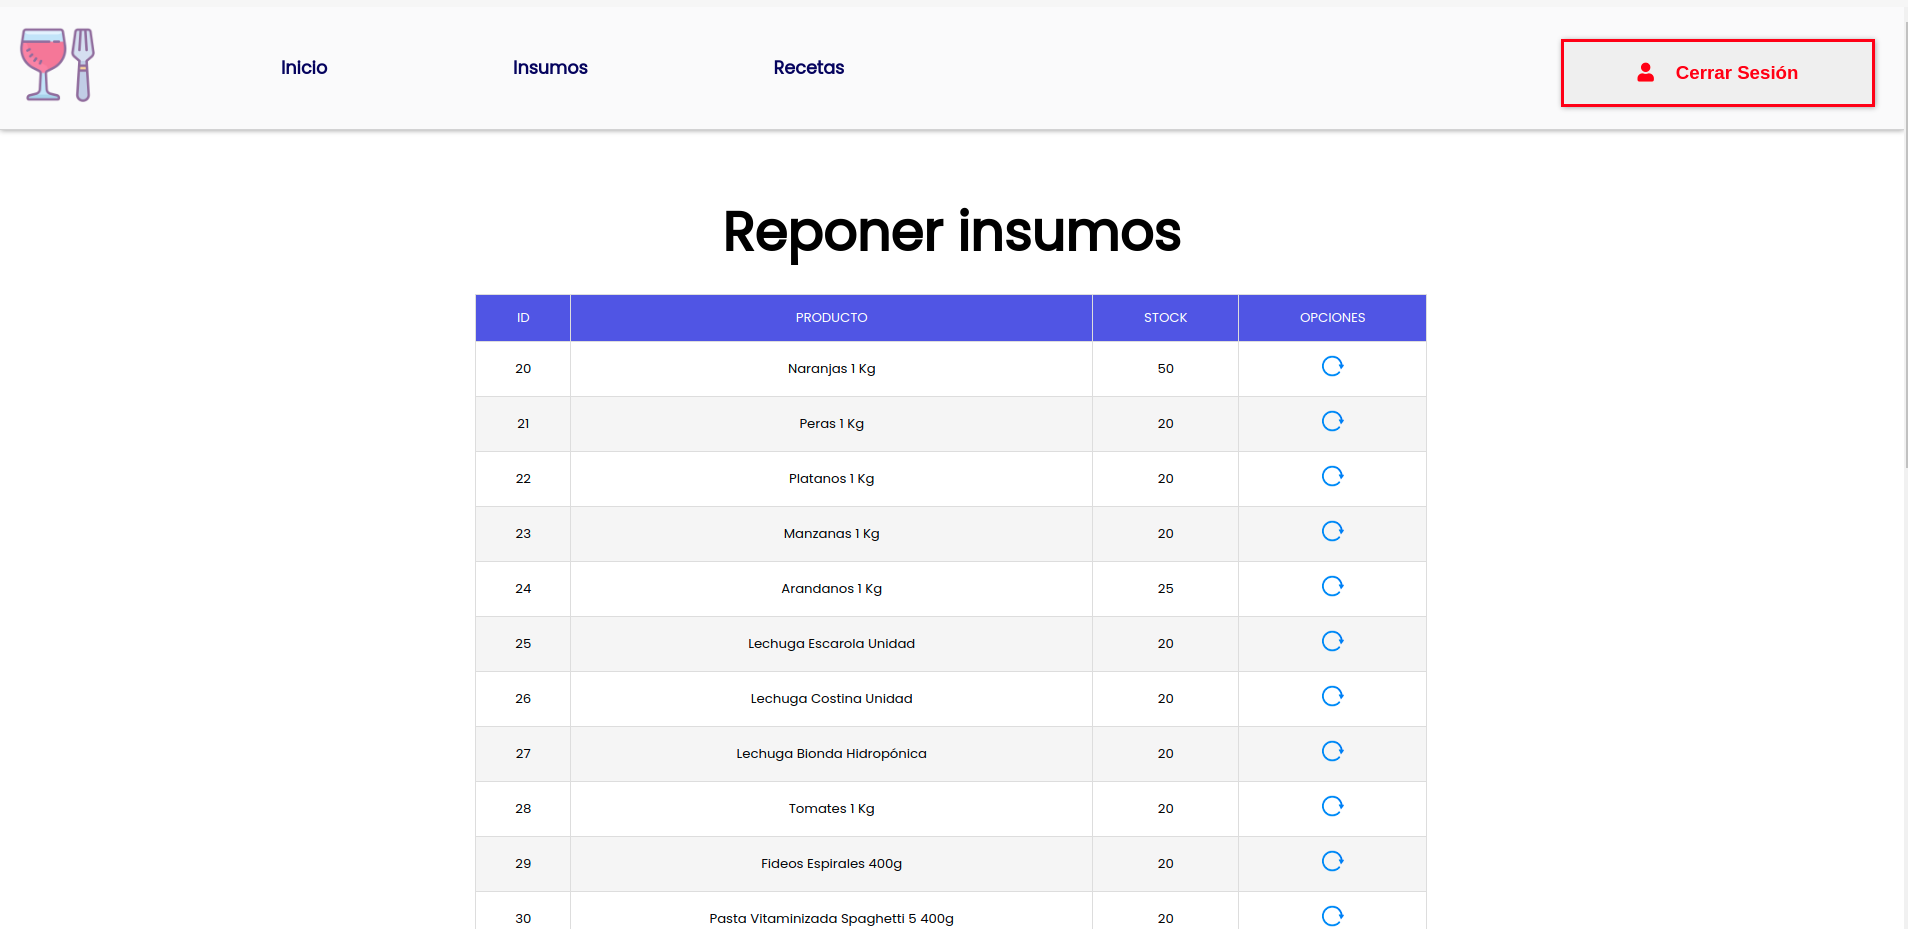 Inicio Insumos Recetas Cerrar Sesión
Reponer insumos
ID PRODUCTO STOCK OPCIONES
20 Naranjas 1 Kg 50
21 Peras 1 Kg 20
22 Platanos 1 Kg 20
23 Manzanas 1 Kg 20
24 Arandanos 1 Kg 25
25 Lechuga Escarola Unidad 20
26 Lechuga Costina Unidad 20
27 Lechuga Bionda Hidropónica 20
28 Tomates 1 Kg 20
29 Fideos Espirales 400g 20
30 Pasta Vitaminizada Spaghetti 5 400g 20